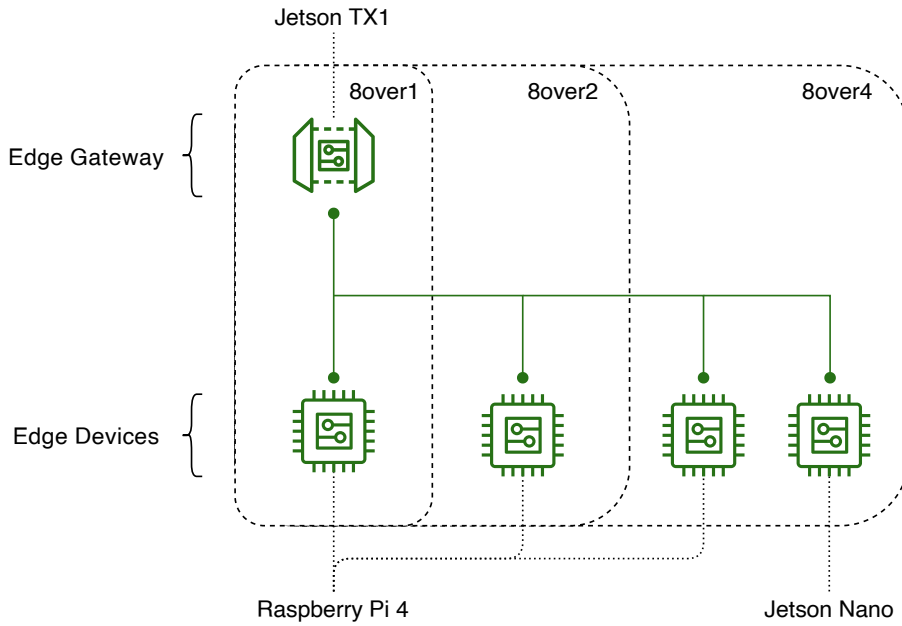 Jetson TX1
8over1
8over2
8over4
Edge Gateway
Edge Devices
Raspberry Pi 4
Jetson Nano